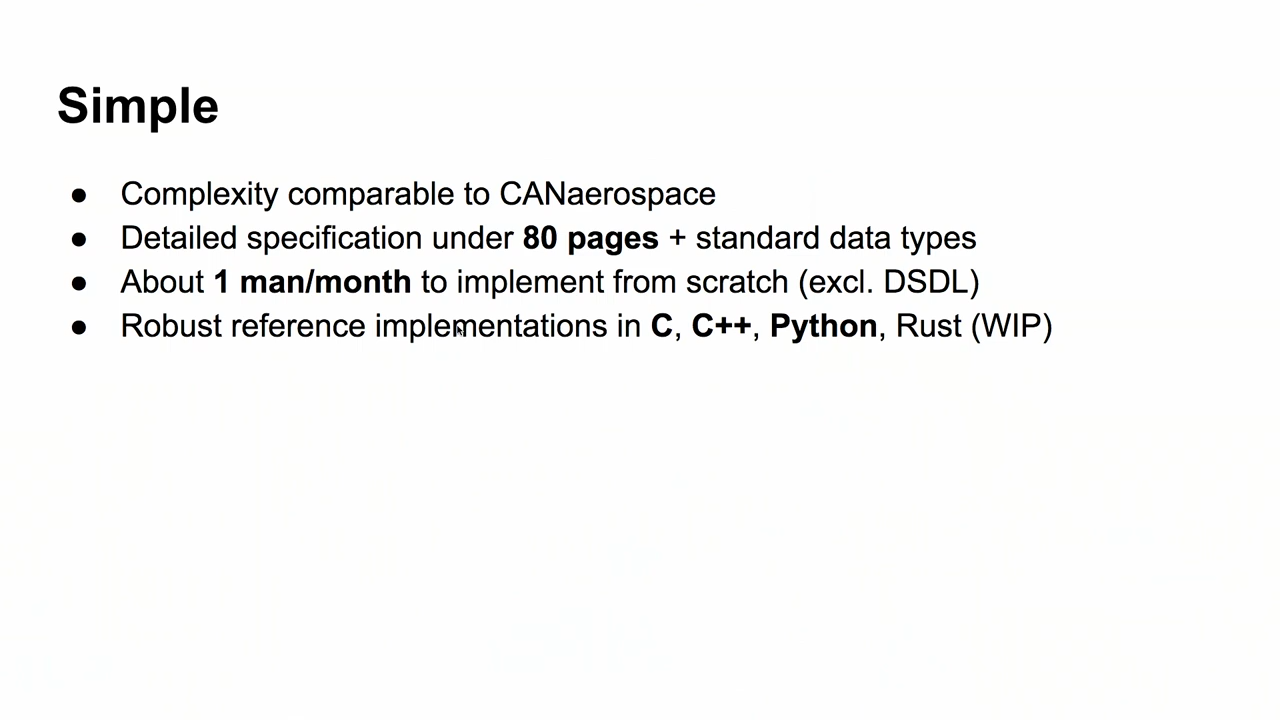 Simple
● Complexity comparable to CANaerospace
● Detailed specification under 80 pages + standard data types
● About 1 man/month to implement from scratch (excl. DSDL)
● Robust reference implementations in C, C++, Python, Rust (WIP)